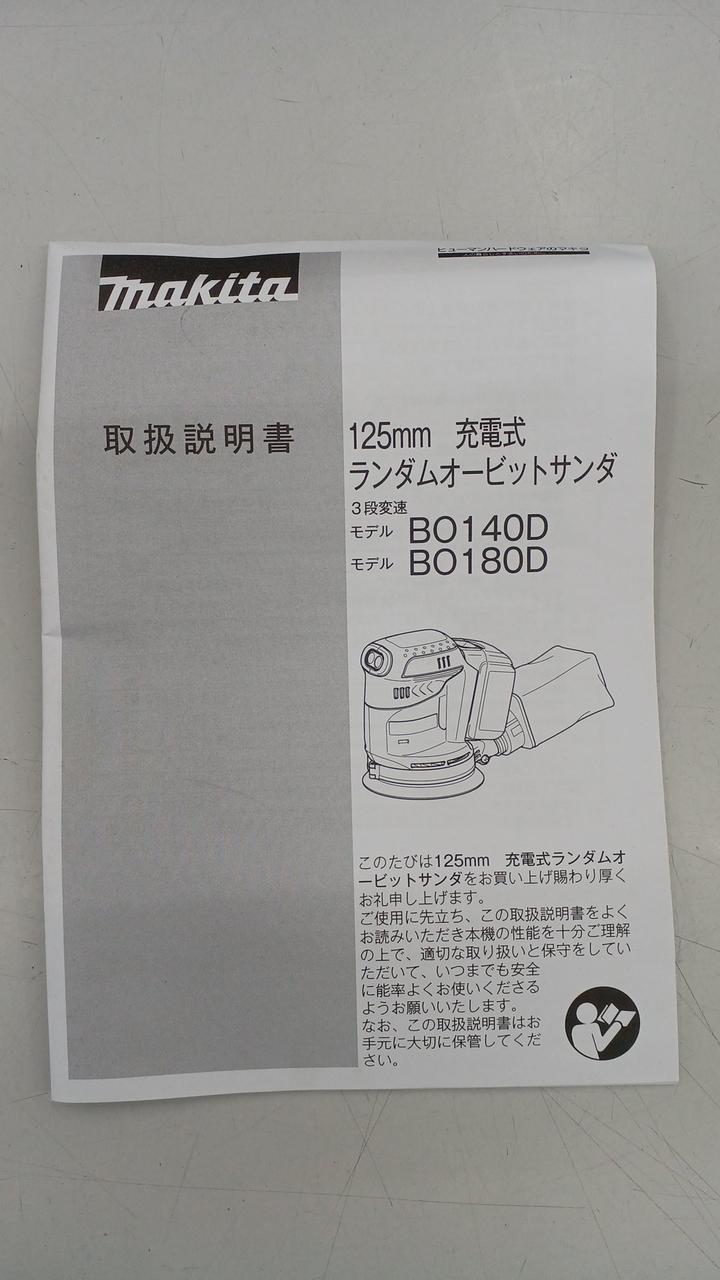 makita
ヒューマンハードウェアのマキタ
取扱説明書
125mm 充電式
ランダムオービットサンダ
3段変速
モデル BO140D
モデル BO180D
このたびは125mm 充電式ランダムオ
ービットサンダをお買い上げ賜わり厚く
お礼申し上げます。
ご使用に先立ち、この取扱説明書をよく
お読みいただき本機の性能を十分ご理解
の上で、適切な取り扱いと保守をしてい
ただいて、いつまでも安全
に能率よくお使いくださる
ようお願いいたします。
なお、この取扱説明書はお
手元に大切に保管してくだ
さい。